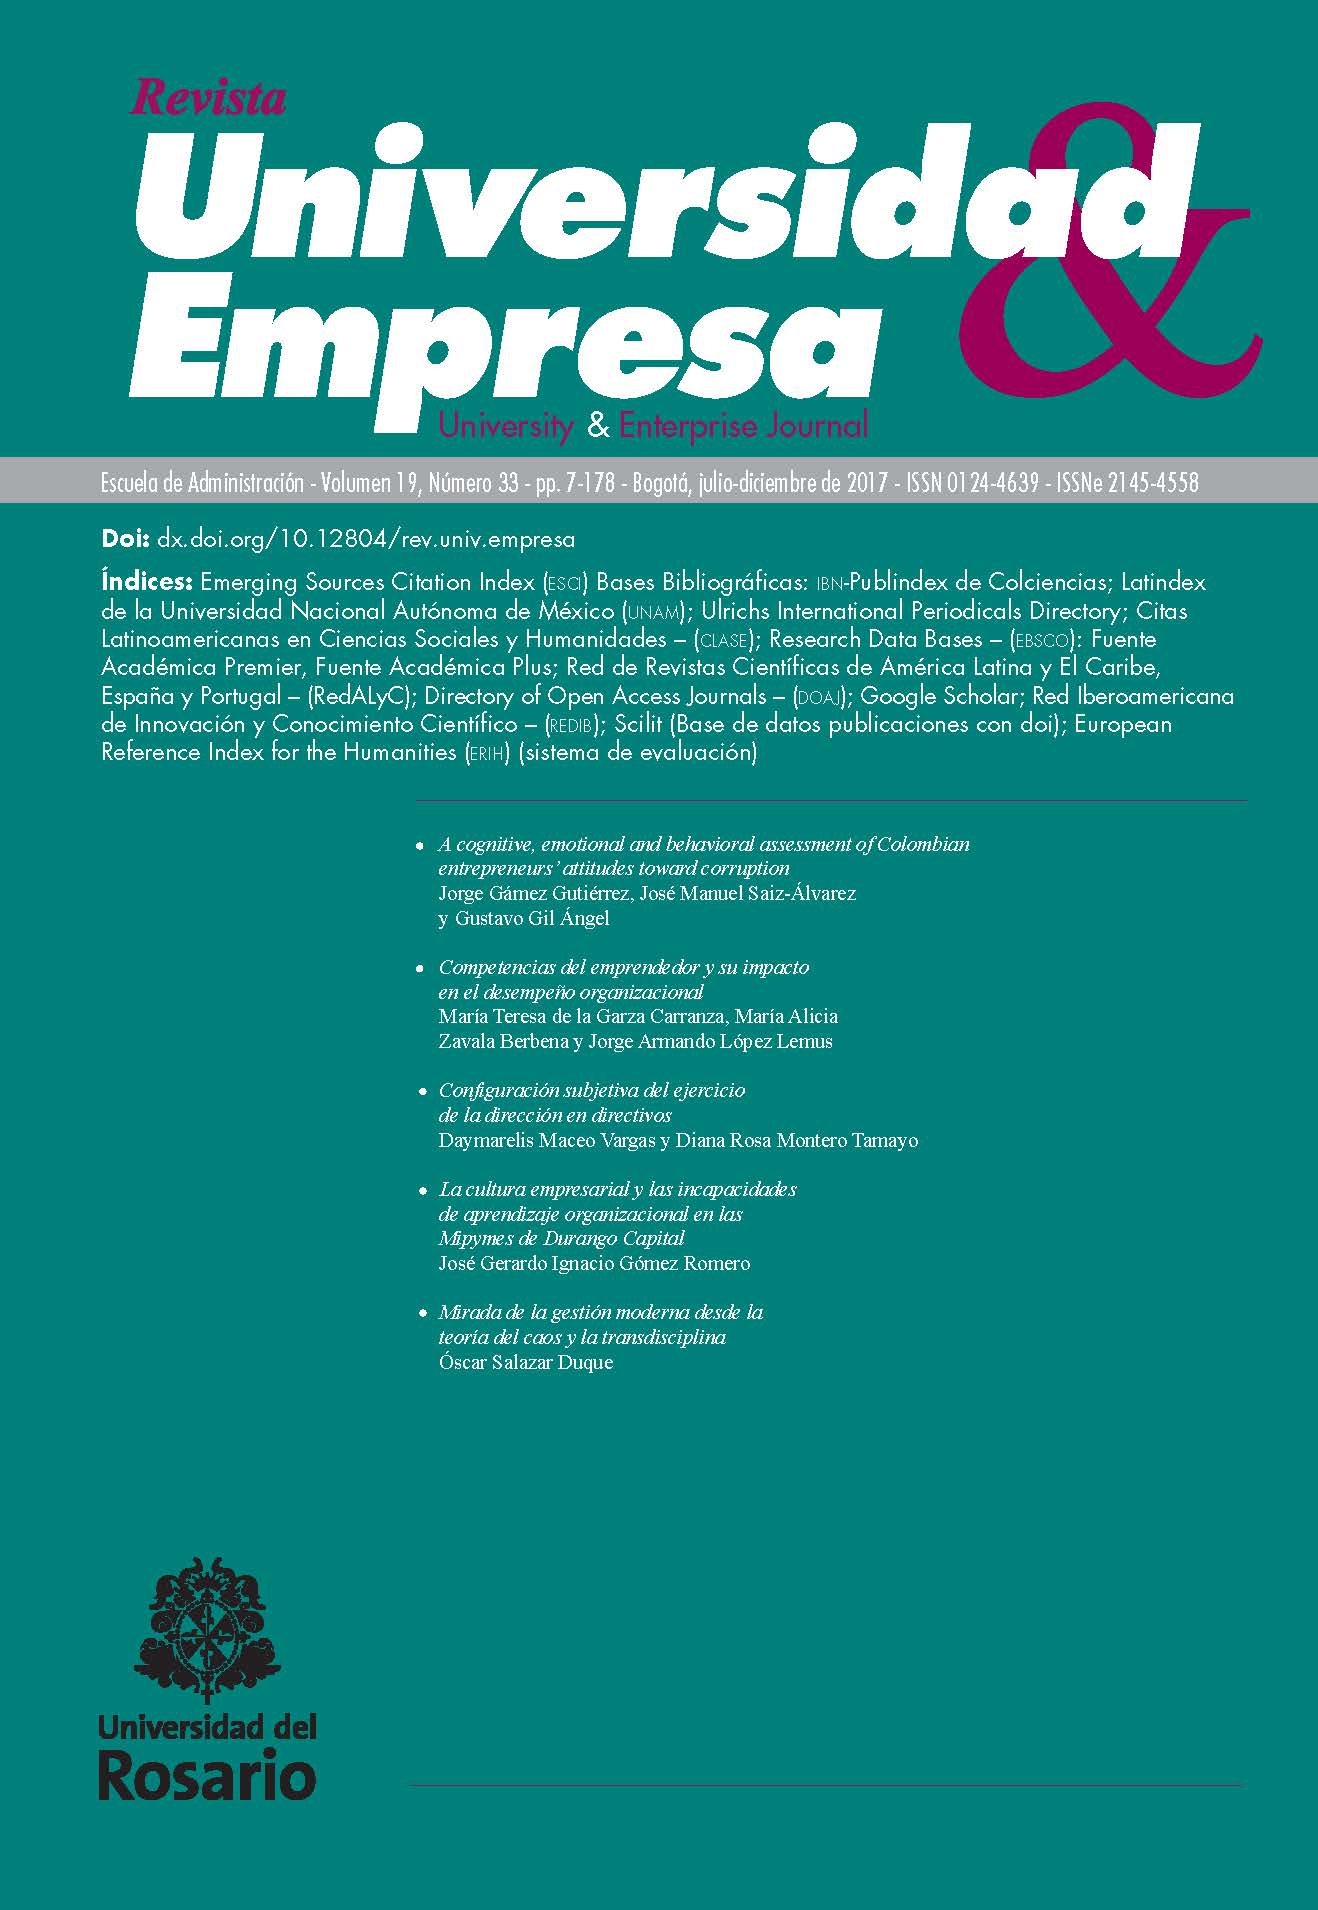 Revista
Universidad &
Empresa
University & Enterprise Journal
Escuela de Administración - Volumen 19, Número 33 - pp. 7-178 - Bogotá, julio-diciembre de 2017 - ISSN 0124-4639 - ISSNe 2145-4558
Doi: dx.doi.org/10.12804/rev.univ.empresa
Índices: Emerging Sources Citation Index (ESCI) Bases Bibliográficas: IBN-Publindex de Colciencias; Latindex
de la Universidad Nacional Autónoma de México (UNAM); Ulrichs International Periodicals Directory; Citas
Latinoamericanas en Ciencias Sociales y Humanidades – (CLASE); Research Data Bases – (EBSCO): Fuente
Académica Premier, Fuente Académica Plus; Red de Revistas Científicas de América Latina y El Caribe,
España y Portugal – (RedALyC); Directory of Open Access Journals – (DOAJ); Google Scholar; Red Iberoamericana
de Innovación y Conocimiento Científico – (REDIB); Scilit (Base de datos publicaciones con doi); European
Reference Index for the Humanities (ERIH) (sistema de evaluación)
• A cognitive, emotional and behavioral assessment of Colombian
entrepreneurs’ attitudes toward corruption
Jorge Gámez Gutiérrez, José Manuel Saiz-Álvarez
y Gustavo Gil Ángel
• Competencias del emprendedor y su impacto
en el desempeño organizacional
María Teresa de la Garza Carranza, María Alicia
Zavala Berbena y Jorge Armando López Lemus
• Configuración subjetiva del ejercicio
de la dirección en directivos
Daymarelis Maceo Vargas y Diana Rosa Montero Tamayo
• La cultura empresarial y las incapacidades
de aprendizaje organizacional en las
Mipymes de Durango Capital
José Gerardo Ignacio Gómez Romero
• Mirada de la gestión moderna desde la
teoría del caos y la transdisciplina
Óscar Salazar Duque
Universidad del
Rosario